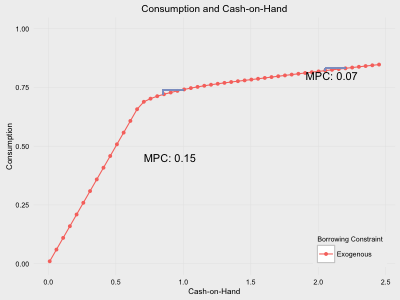 Consumption and Cash-on-Hand
Consumption
1.00
0.75
0.50
0.25
0.00
MPC: 0.07
MPC: 0.15
Borrowing Constraint
Exogenous
0.0 0.5 1.0 1.5 2.0 2.5
Cash-on-Hand